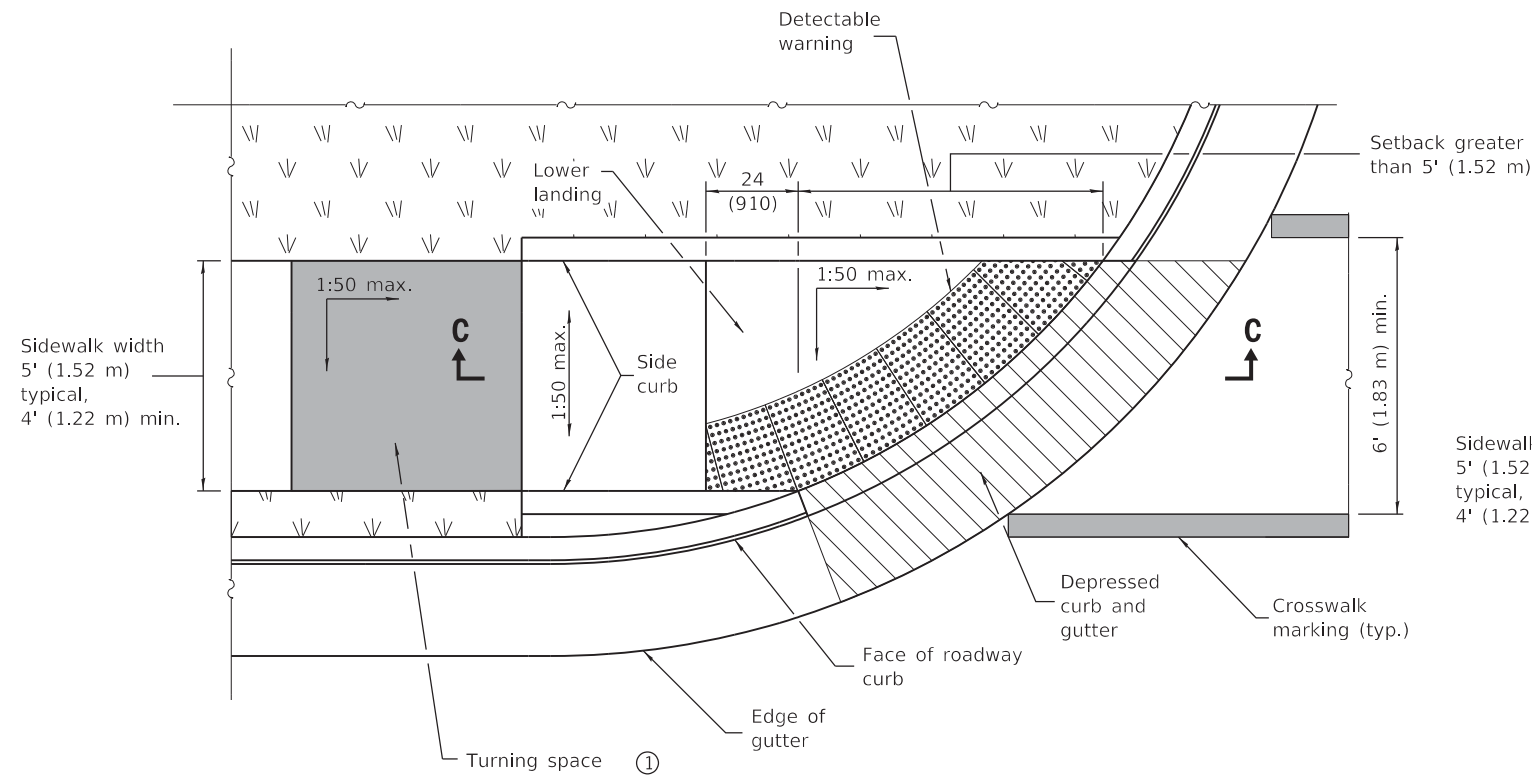 Detectable
warning
Setback greater
than 5' (1.52 m)
Lower
landing
24
(910)
1:50 max.
1:50 max.
C
C
Sidewalk width
5' (1.52 m)
typical,
4' (1.22 m) min.
1:50 max.
Side
curb
6' (1.83 m) min.
5' (1.52
typical,
4' (1.22
Depressed
curb and
gutter
Crosswalk
marking (typ.)
Face of roadway
curb
Edge of
gutter
Turning space 1